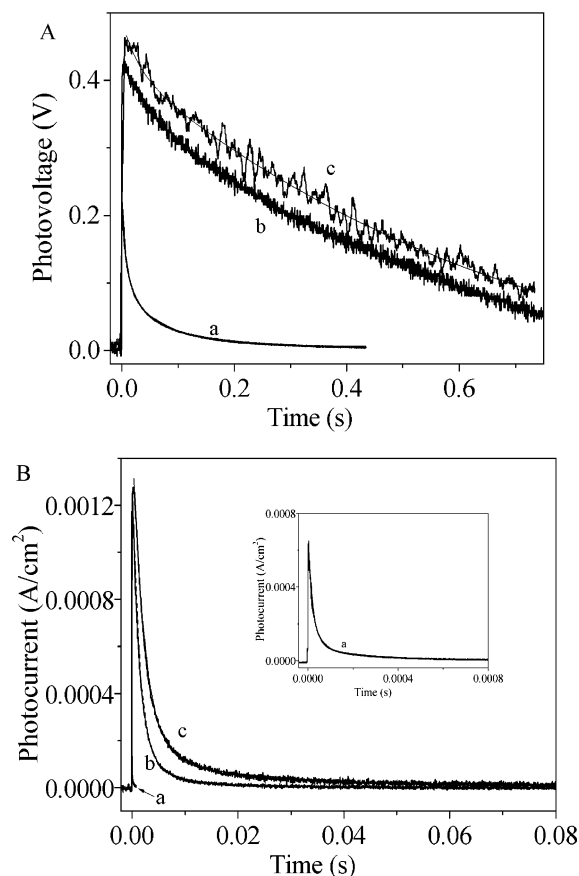 A
Photovoltage (V)
0.4
0.2
0.0
c
b
a
0.0 0.2 0.4 0.6
Time (s)
B
Photocurrent (A/cm²)
0.0012
0.0008
0.0004
0.0000
c
b
a
0.00 0.02 0.04 0.06 0.08
Time (s)
Photocurrent (A/cm²)
0.0008
0.0004
0.0000
a
0.0000 0.0004 0.0008
Time (s)